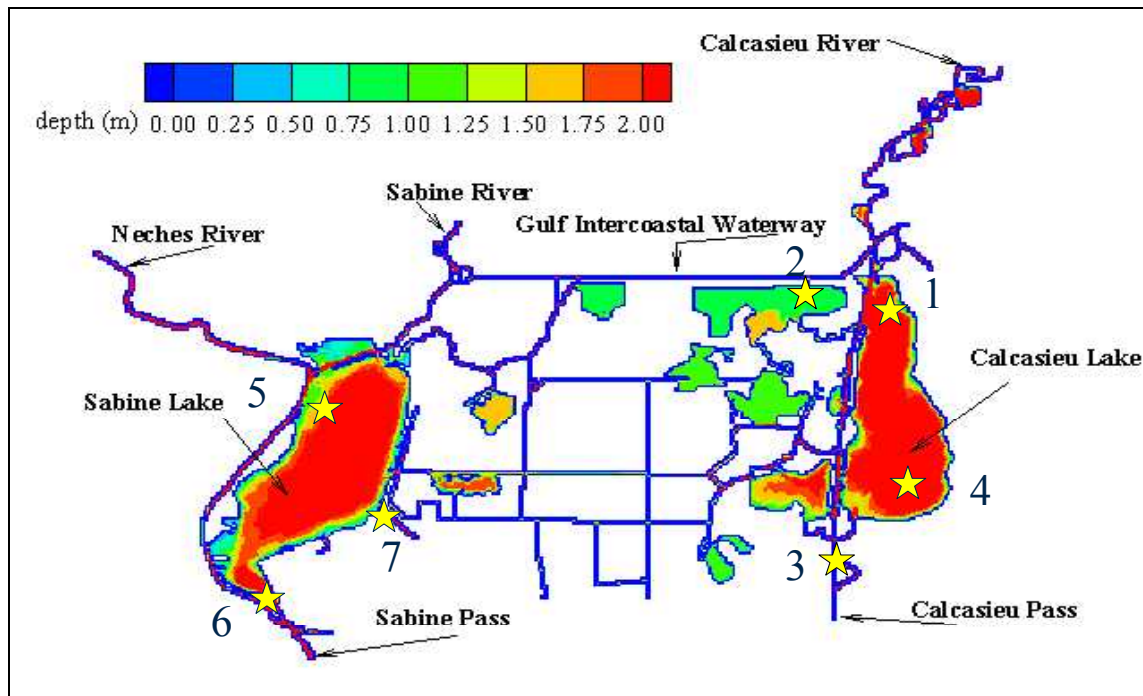 Calcasieu River
depth (m) 0.00 0.25 0.50 0.75 1.00 1.25 1.50 1.75 2.00
Sabine River
Gulf Intercoastal Waterway
Neches River
2
1
Calcasieu Lake
5
Sabine Lake
4
7
3
6
Sabine Pass
Calcasieu Pass